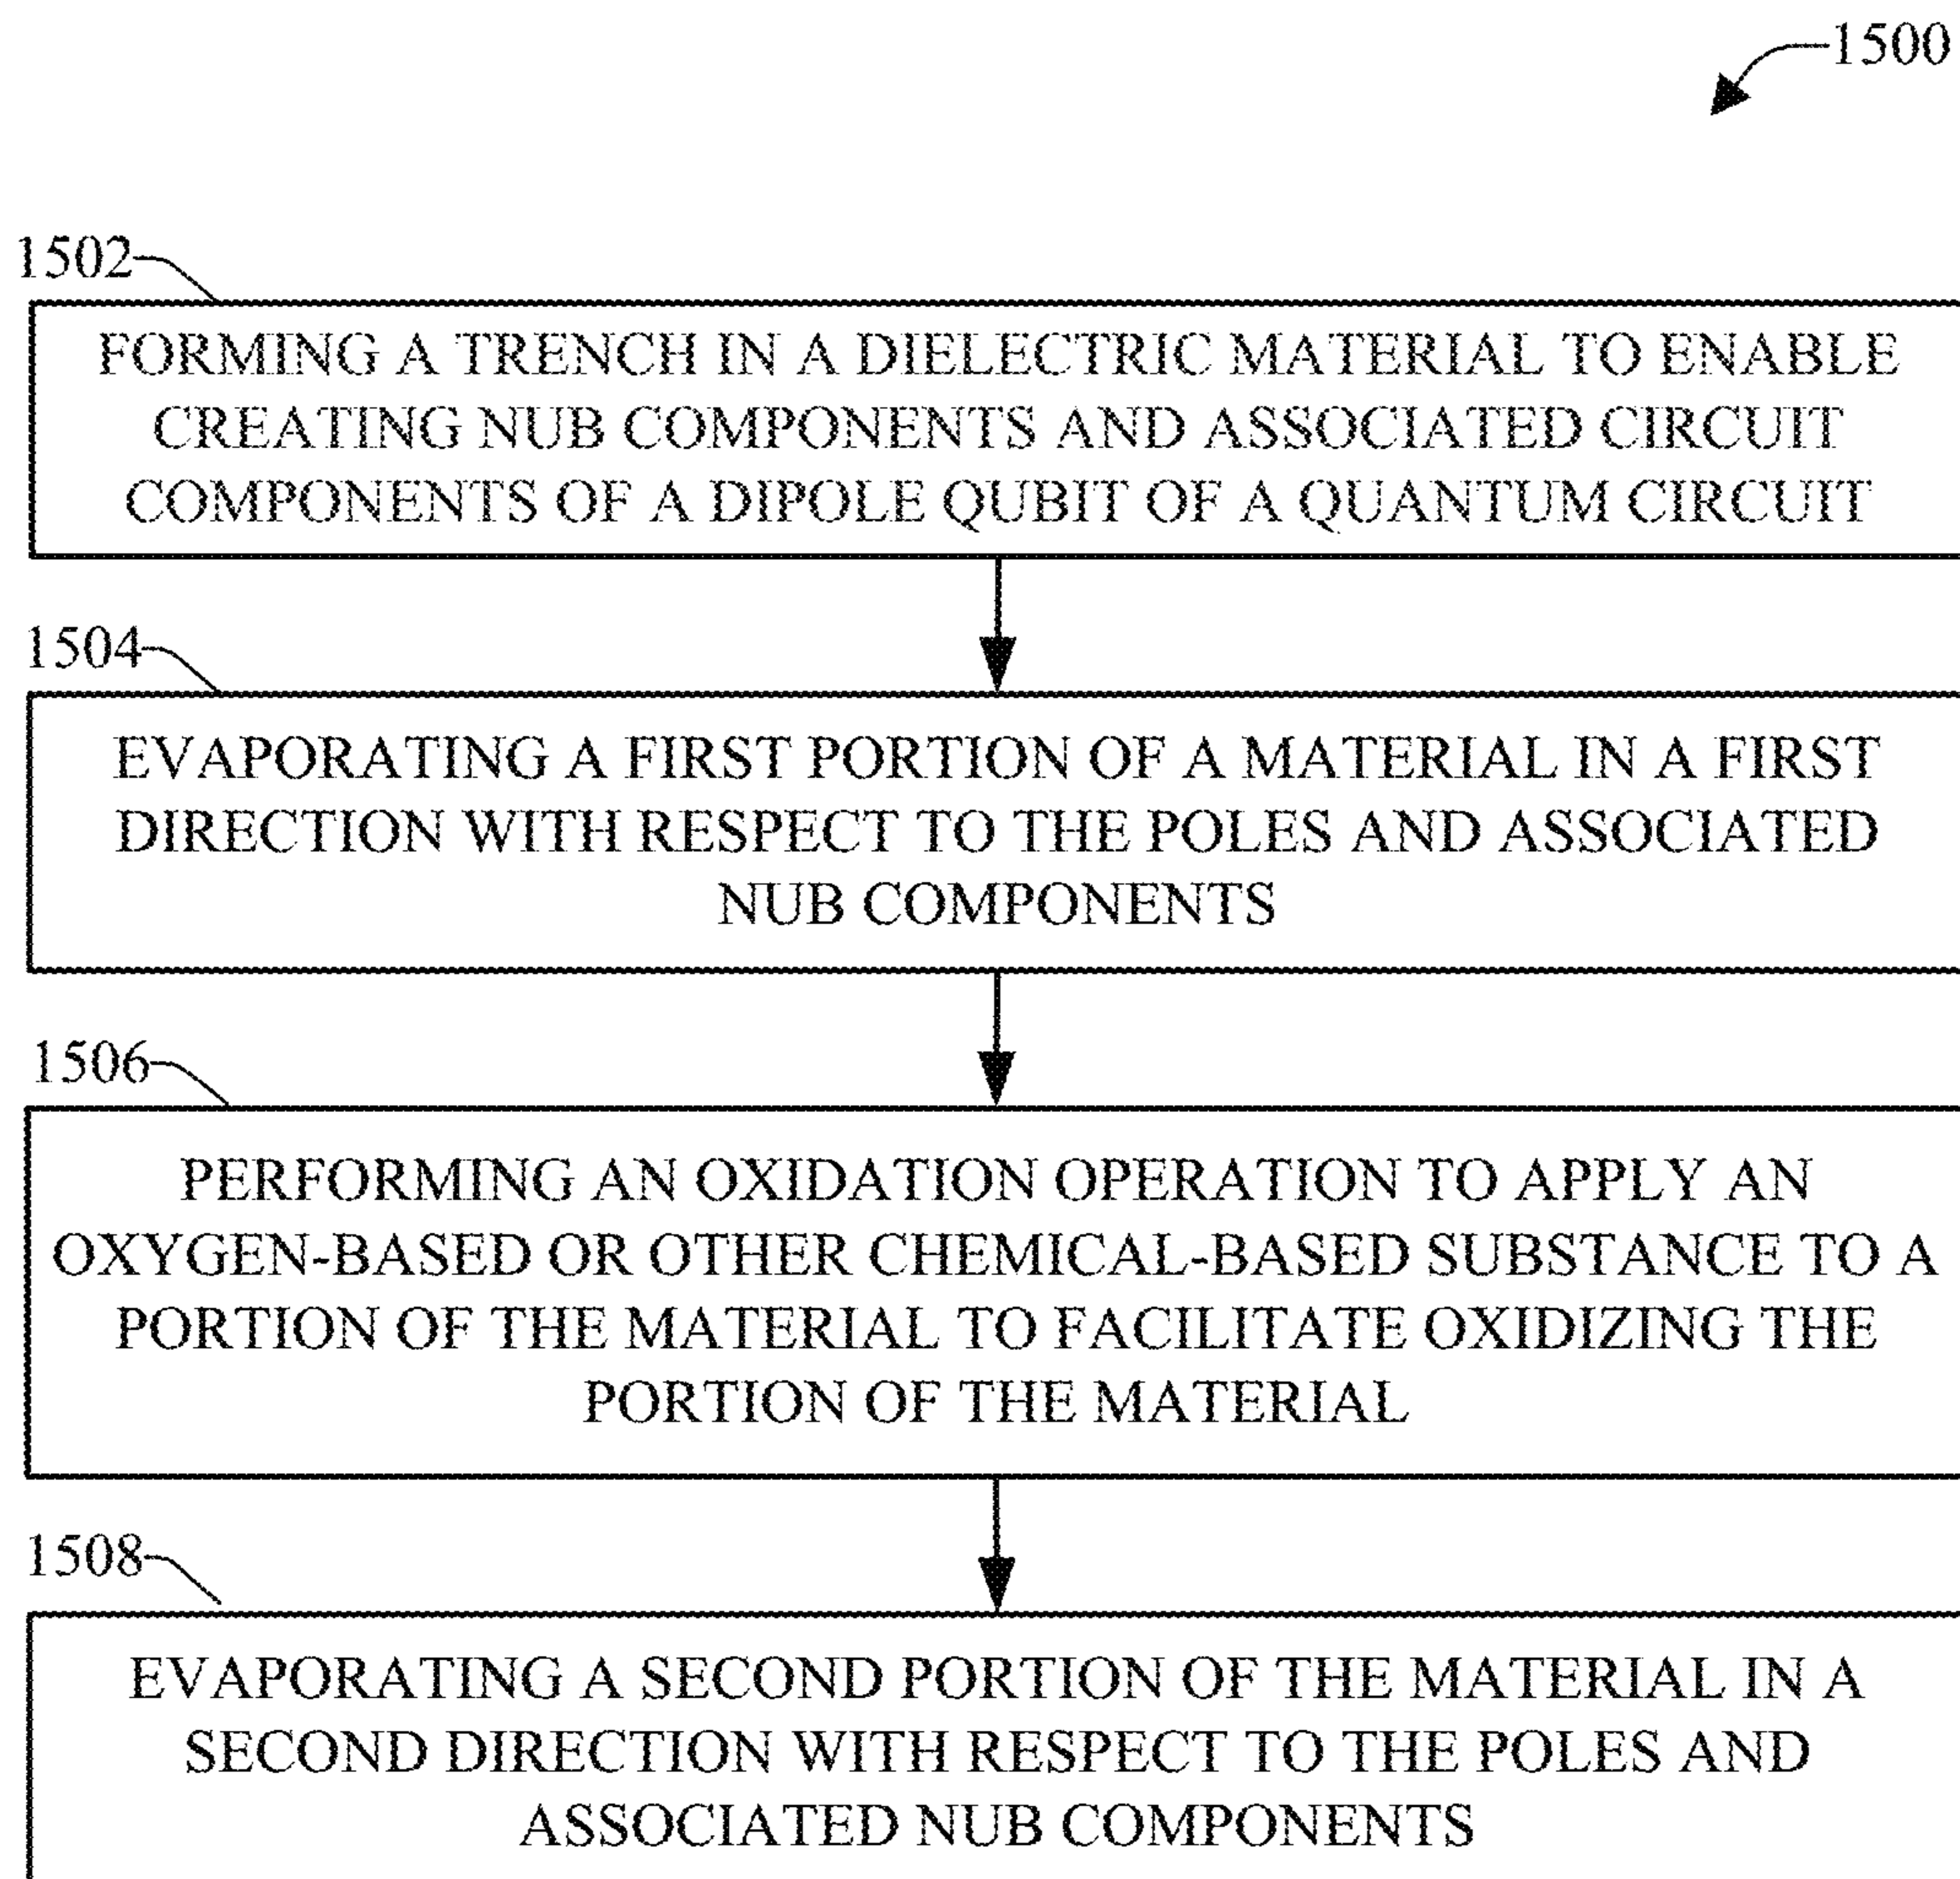 1500
1502
FORMING A TRENCH IN A DIELECTRIC MATERIAL TO ENABLE
CREATING NUB COMPONENTS AND ASSOCIATED CIRCUIT
COMPONENTS OF A DIPOLE QUBIT OF A QUANTUM CIRCUIT
1504
EVAPORATING A FIRST PORTION OF A MATERIAL IN A FIRST
DIRECTION WITH RESPECT TO THE POLES AND ASSOCIATED
NUB COMPONENTS
1506
PERFORMING AN OXIDATION OPERATION TO APPLY AN
OXYGEN-BASED OR OTHER CHEMICAL-BASED SUBSTANCE TO A
PORTION OF THE MATERIAL TO FACILITATE OXIDIZING THE
PORTION OF THE MATERIAL
1508
EVAPORATING A SECOND PORTION OF THE MATERIAL IN A
SECOND DIRECTION WITH RESPECT TO THE POLES AND
ASSOCIATED NUB COMPONENTS